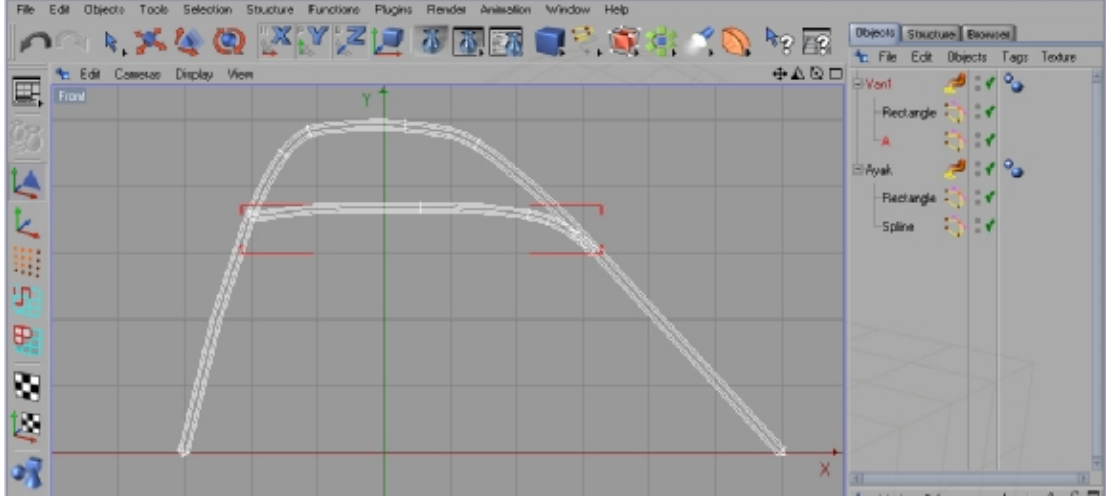 File Edit Objects Tools Selection Structure Functions Plugins Render Animation Window Help
Objects Structure Browser
Edit Cameras Display View
File Edit Objects Tags Texture
Front
Y
X
Yan1
Rectangle
A
Ayak
Rectangle
Spline